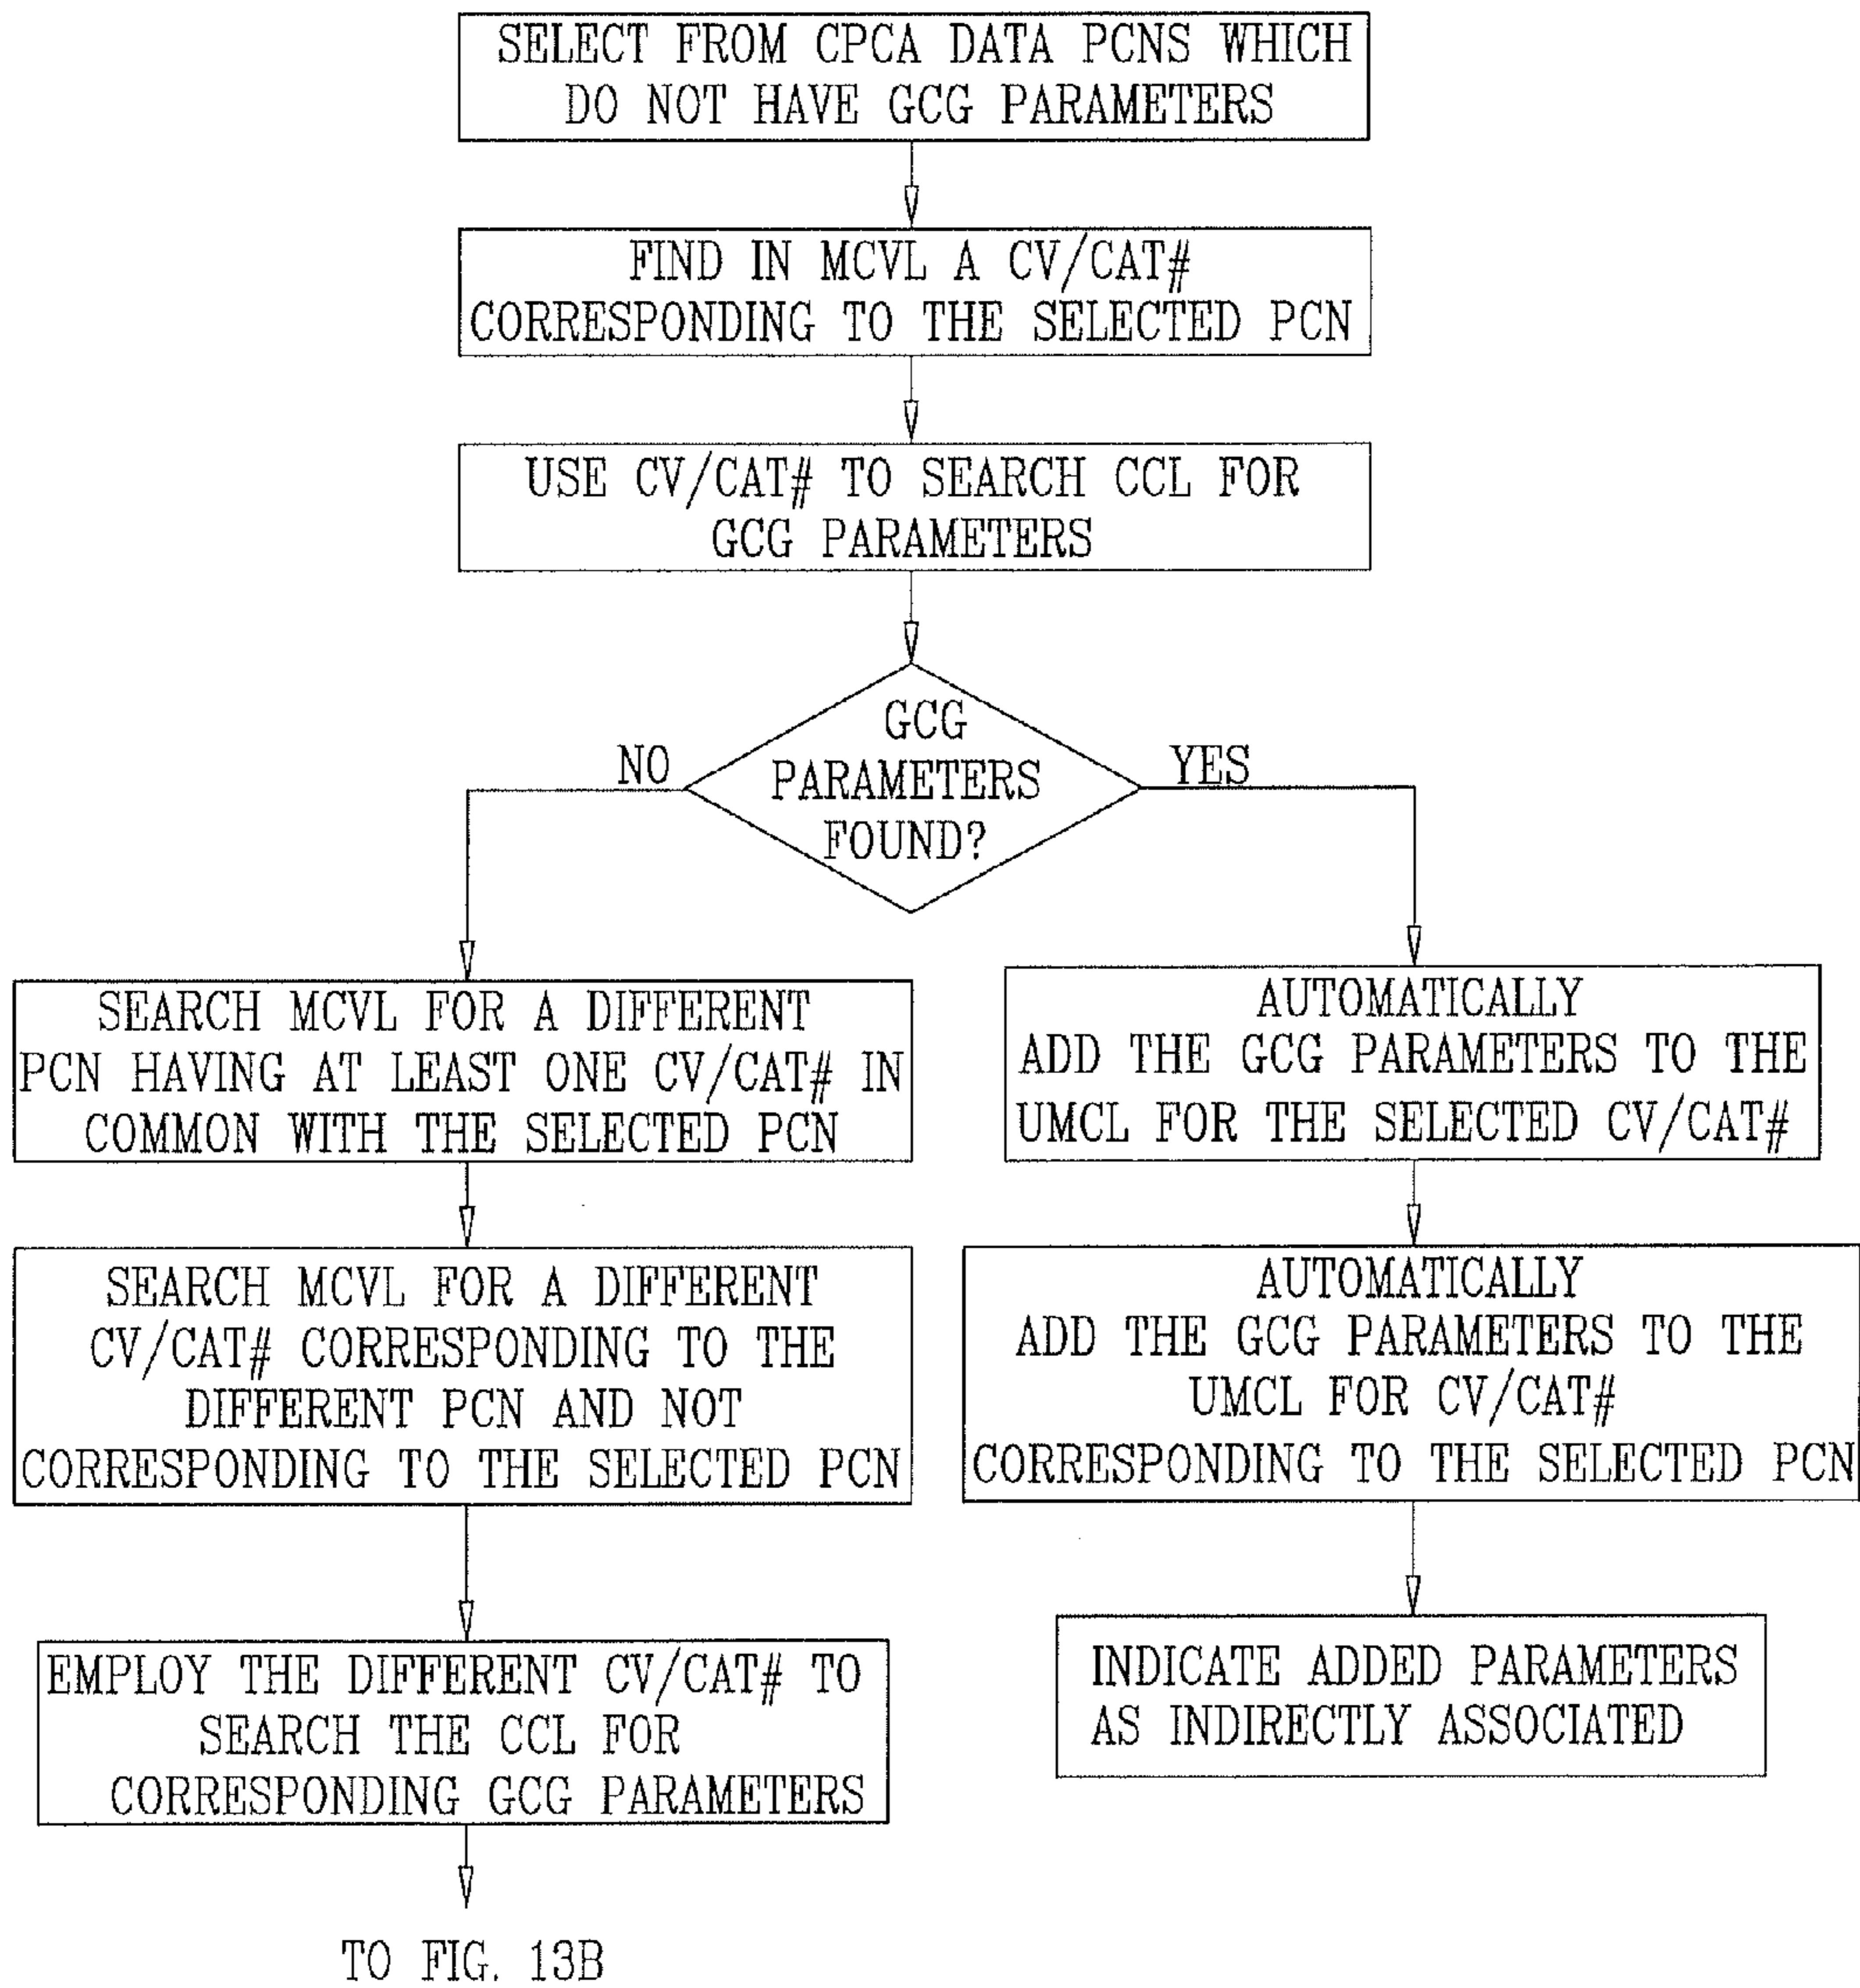 SELECT FROM CPCA DATA PCNS WHICH
DO NOT HAVE GCG PARAMETERS
FIND IN MCVL A CV/CAT#
CORRESPONDING TO THE SELECTED PCN
USE CV/CAT# TO SEARCH CCL FOR
GCG PARAMETERS
GCG
PARAMETERS
FOUND?
NO
YES
SEARCH MCVL FOR A DIFFERENT
PCN HAVING AT LEAST ONE CV/CAT# IN
COMMON WITH THE SELECTED PCN
AUTOMATICALLY
ADD THE GCG PARAMETERS TO THE
UMCL FOR THE SELECTED CV/CAT#
SEARCH MCVL FOR A DIFFERENT
CV/CAT# CORRESPONDING TO THE
DIFFERENT PCN AND NOT
CORRESPONDING TO THE SELECTED PCN
AUTOMATICALLY
ADD THE GCG PARAMETERS TO THE
UMCL FOR CV/CAT#
CORRESPONDING TO THE SELECTED PCN
EMPLOY THE DIFFERENT CV/CAT# TO
SEARCH THE CCL FOR
CORRESPONDING GCG PARAMETERS
INDICATE ADDED PARAMETERS
AS INDIRECTLY ASSOCIATED
TO FIG. 13B